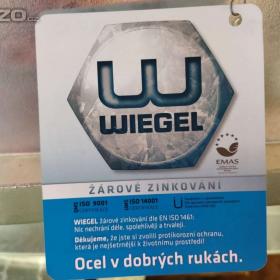 ZO...
WIEGEL
EMAS
ŽÁROVÉ ZINKOVÁNÍ
ISO 9001
ISO 14001
WIEGEL žárové zinkování dle EN ISO 1461:
Nic nechrání déle, spolehlivěji a trvaleji.
Děkujeme, že jste si zvolili protikorozní ochranu,
která je nejšetrnější k životnímu prostředí!
Ocel v dobrých rukách.